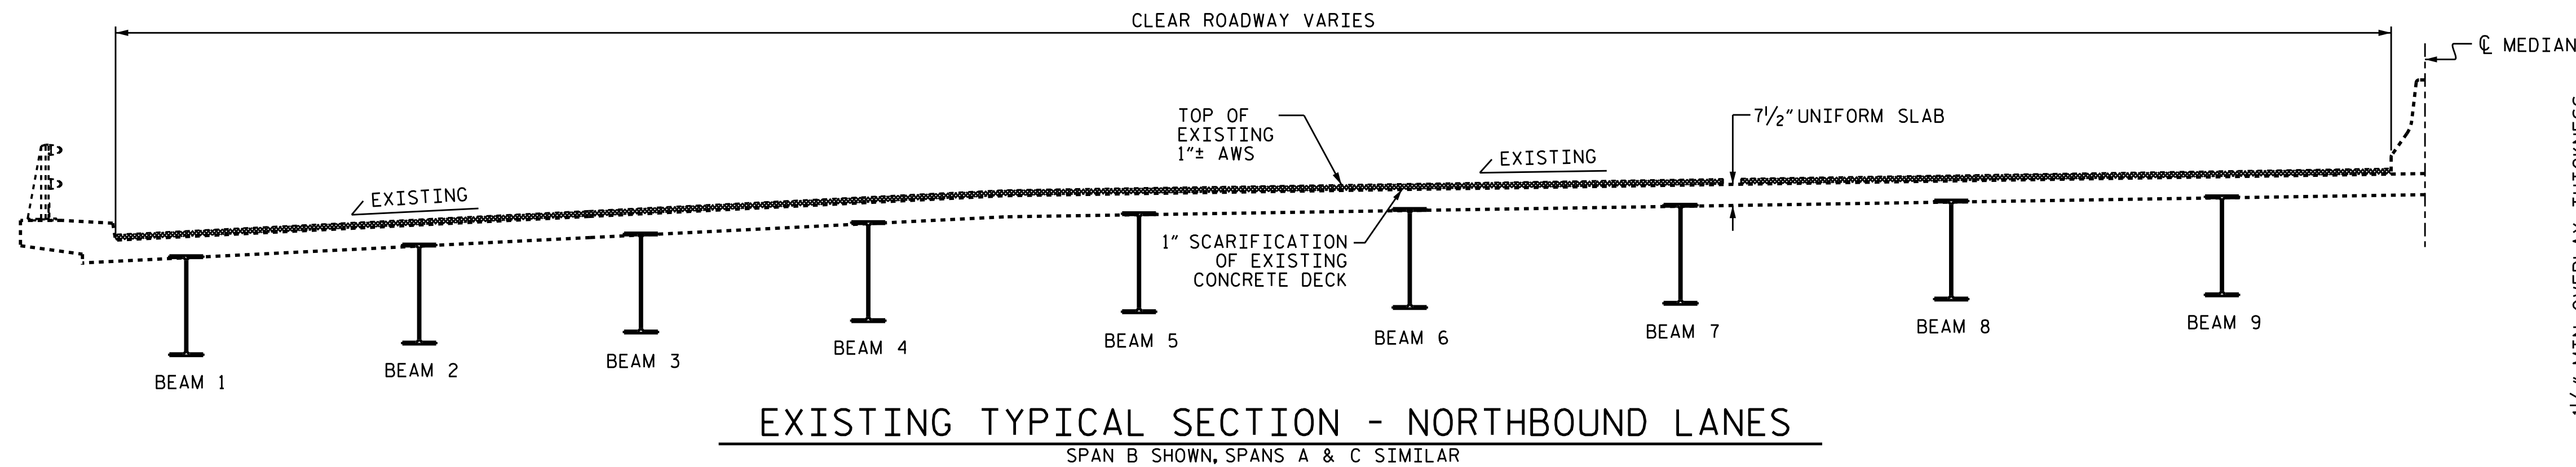 CLEAR ROADWAY VARIES
℄ MEDIAN
TOP OF
EXISTING
1"± AWS
7½" UNIFORM SLAB
EXISTING
EXISTING
1" SCARIFICATION
OF EXISTING
CONCRETE DECK
BEAM 1
BEAM 2
BEAM 3
BEAM 4
BEAM 5
BEAM 6
BEAM 7
BEAM 8
BEAM 9
EXISTING TYPICAL SECTION - NORTHBOUND LANES
SPAN B SHOWN, SPANS A & C SIMILAR